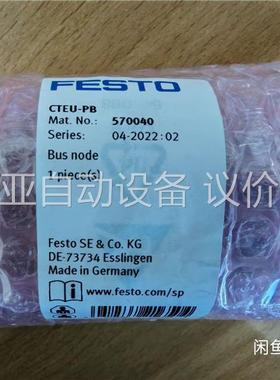 FESTO
CTEU-PB
Mat. No.: 570040
Series: 04-2022:02
Bus node
1 piece(s)
亚自动设备 议价
Festo SE & Co. KG
DE-73734 Esslingen
Made in Germany
www.festo.com/sp
闲鱼